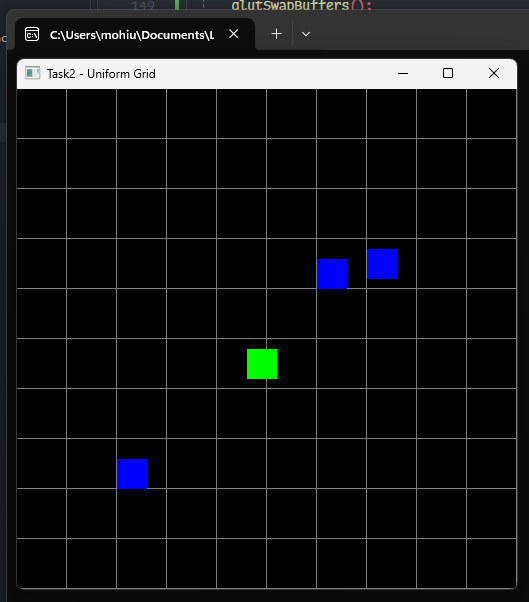 149 glutSwapBuffers();
C:\Users\mohiu\Documents\L
Task2 - Uniform Grid